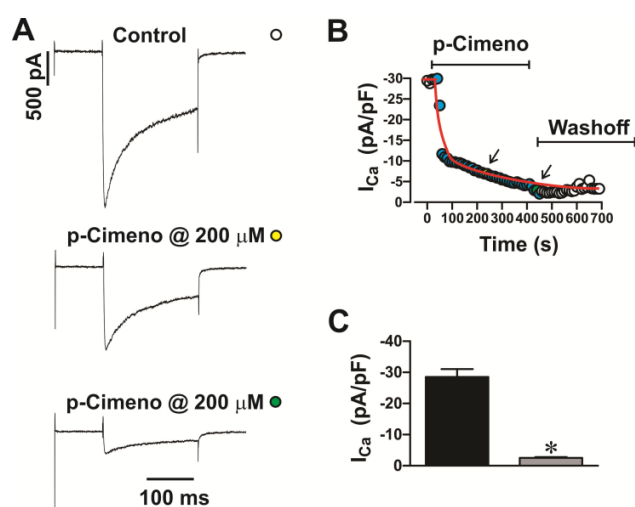 A
Control
500 pA
p-Cimeno @ 200 µM
p-Cimeno @ 200 µM
100 ms
B
p-Cimeno
Washoff
I Ca (pA/pF)
-30
-25
-20
-15
-10
-5
0
0 100 200 300 400 500 600 700
Time (s)
C
I Ca (pA/pF)
-40
-30
-20
-10
0
*